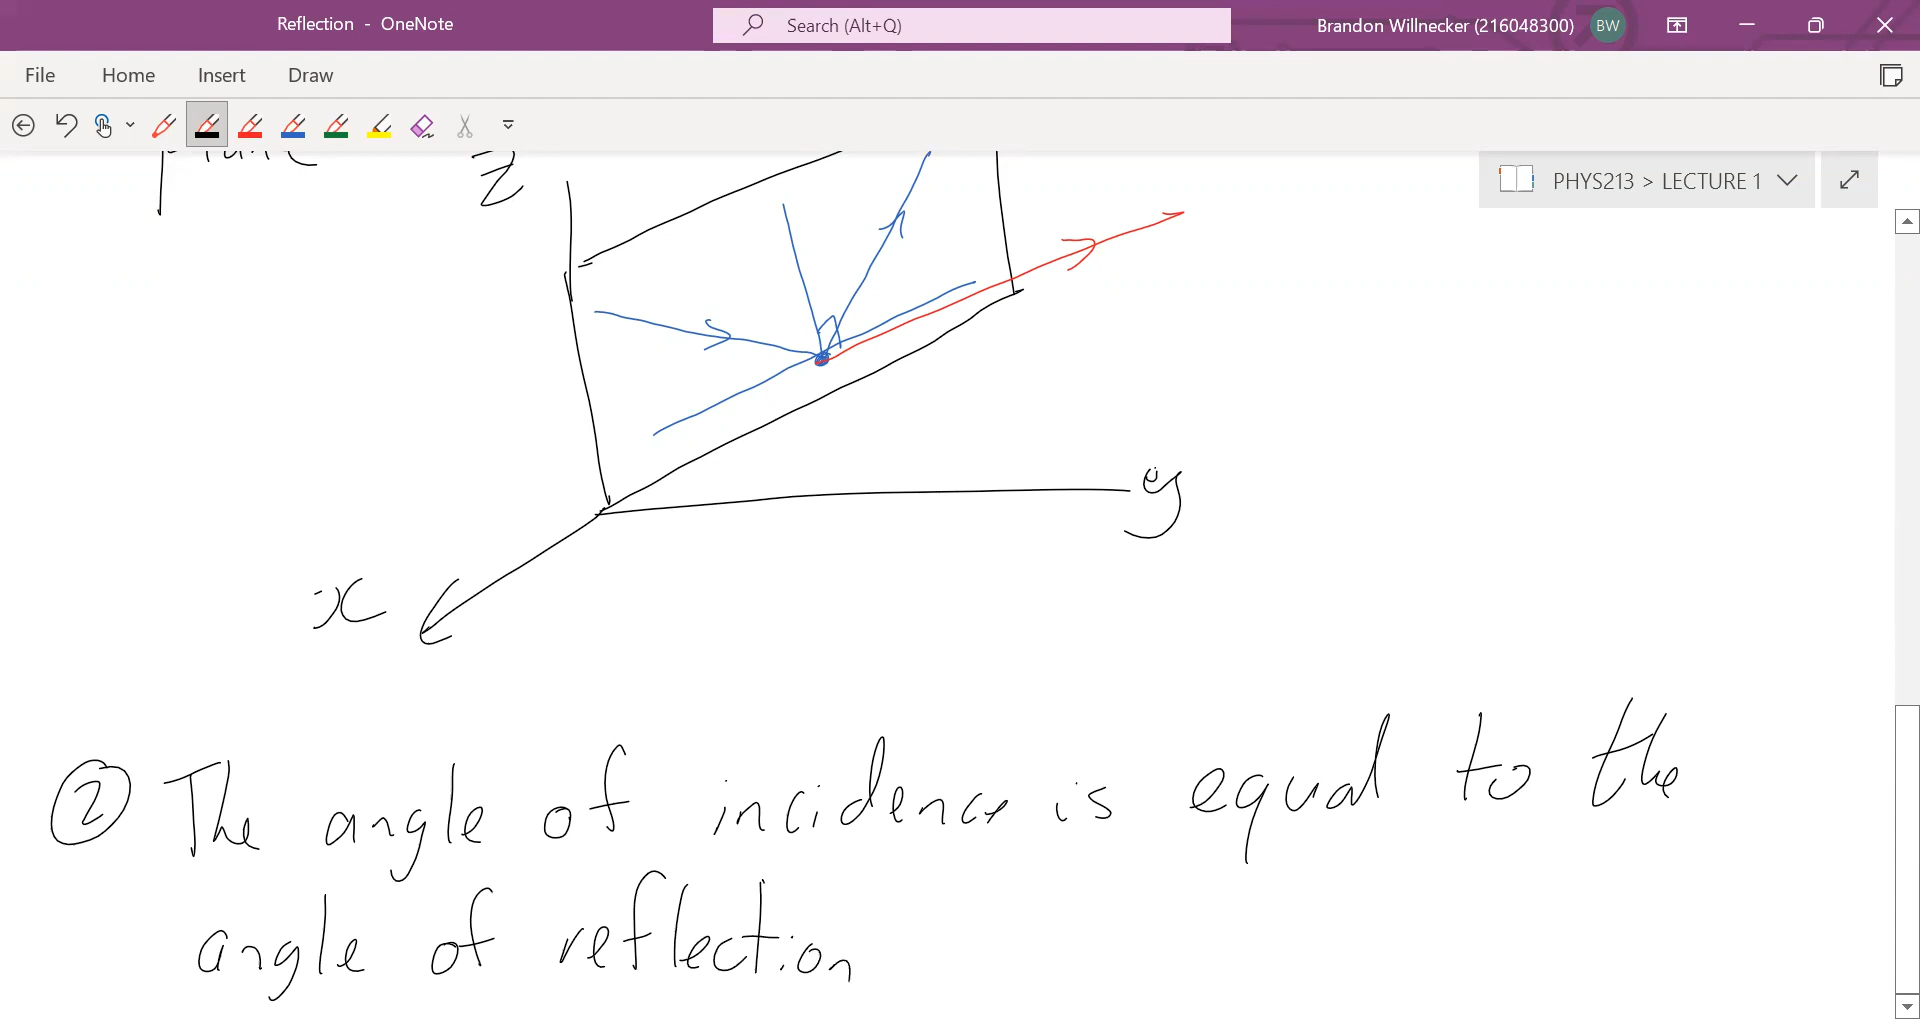 Reflection - OneNote
Search (Alt+Q)
Brandon Willnecker (216048300)
BW
File Home Insert Draw
PHYS213 > LECTURE 1
z
y
x
② The angle of incidence is equal to the
angle of reflection